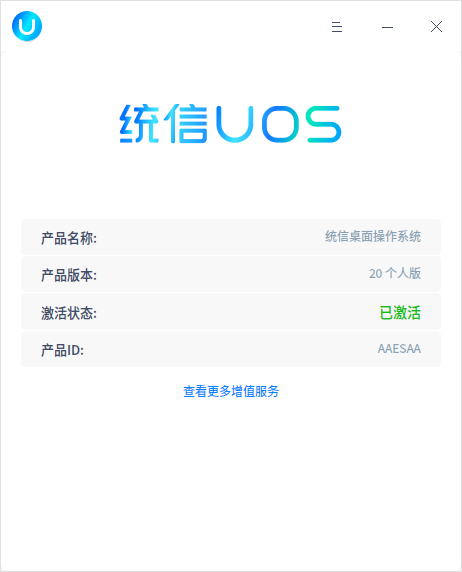 统信UOS
产品名称: 统信桌面操作系统
产品版本: 20 个人版
激活状态: 已激活
产品ID: AAESAA
查看更多增值服务